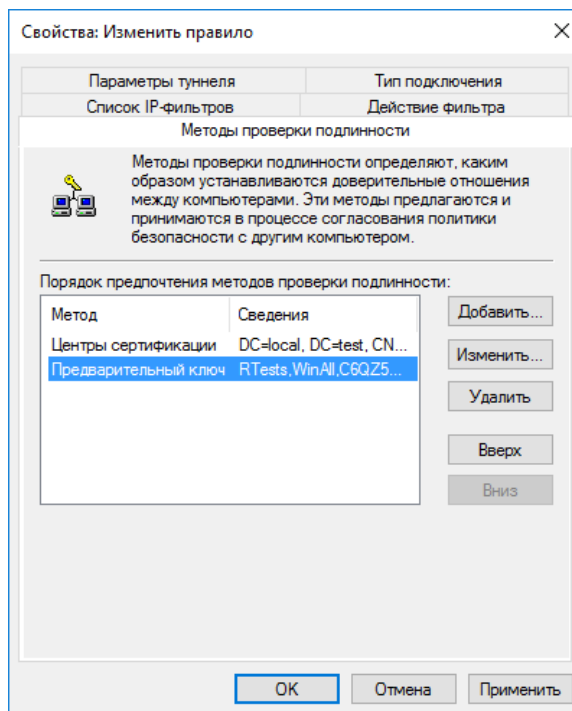 Свойства: Изменить правило
Параметры туннеля Тип подключения
Список IP-фильтров Действие фильтра
Методы проверки подлинности
Методы проверки подлинности определяют, каким
образом устанавливаются доверительные отношения
между компьютерами. Эти методы предлагаются и
принимаются в процессе согласования политики
безопасности с другим компьютером.
Порядок предпочтения методов проверки подлинности:
Метод Сведения
Центры сертификации DC=local, DC=test, CN...
Предварительный ключ RTests,WinAll,C6QZ5...
Добавить...
Изменить...
Удалить
Вверх
Вниз
OK Отмена Применить